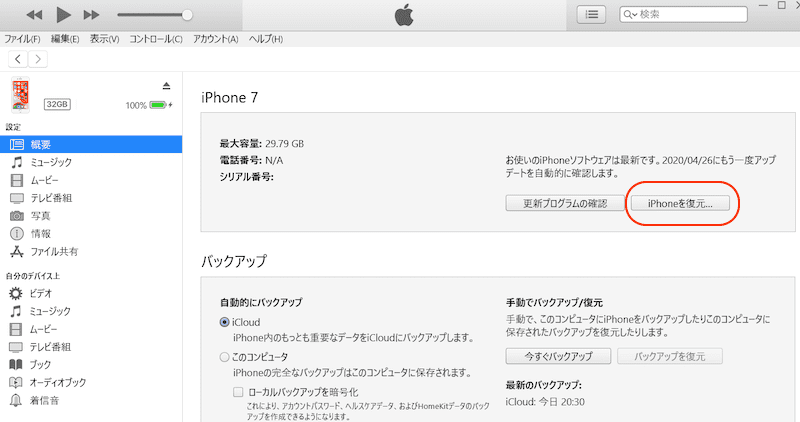 検索
ファイル(F) 編集(E) 表示(V) コントロール(C) アカウント(A) ヘルプ(H)
32GB
100%
設定
概要
ミュージック
ムービー
テレビ番組
写真
情報
ファイル共有
自分のデバイス上
ビデオ
ミュージック
ムービー
テレビ番組
ブック
オーディオブック
着信音
iPhone 7
最大容量: 29.79 GB
電話番号: N/A
シリアル番号:
お使いのiPhoneソフトウェアは最新です。2020/04/26にもう一度アップ
デートを自動的に確認します。
更新プログラムの確認
iPhoneを復元...
バックアップ
自動的にバックアップ
iCloud
iPhone内のもっとも重要なデータをiCloudにバックアップします。
このコンピュータ
iPhoneの完全なバックアップはこのコンピュータに保存されます。
ローカルバックアップを暗号化
これにより、アカウントパスワード、ヘルスケアデータ、およびHomeKitデータのバック
アップを作成できるようになります。
手動でバックアップ/復元
手動で、このコンピュータにiPhoneをバックアップしたりこのコンピュータに
保存されたバックアップを復元したりします。
今すぐバックアップ
バックアップを復元
最新のバックアップ:
iCloud: 今日 20:30